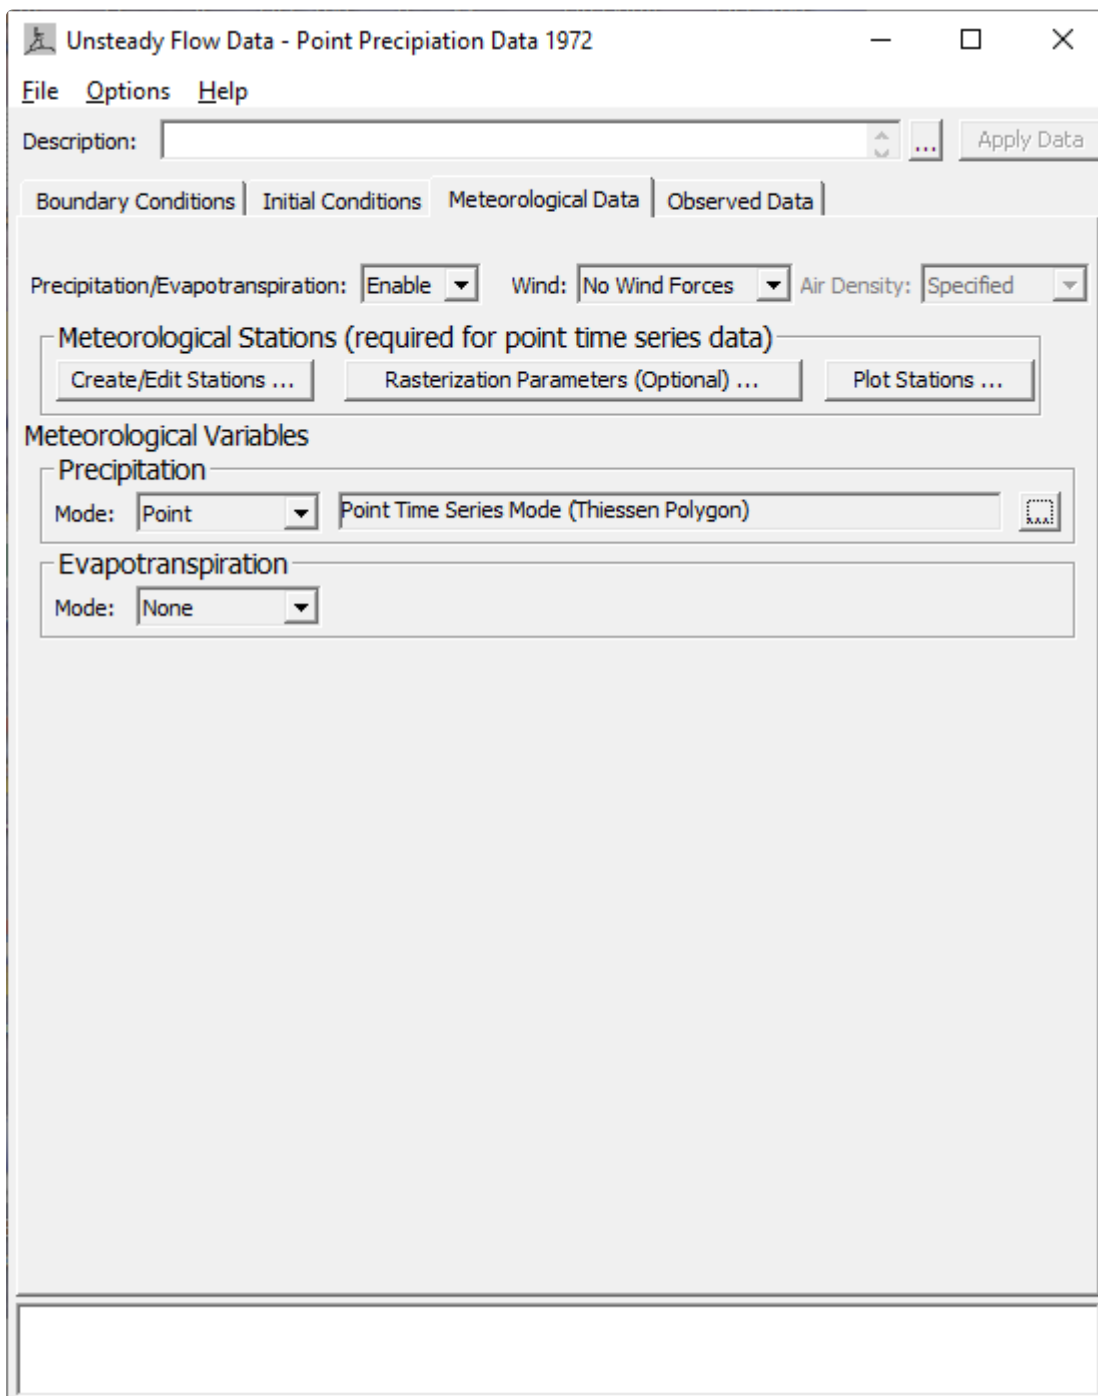 Unsteady Flow Data - Point Precipiation Data 1972
File Options Help
Description: ... Apply Data
Boundary Conditions Initial Conditions Meteorological Data Observed Data
Precipitation/Evapotranspiration: Enable Wind: No Wind Forces Air Density: Specified
Meteorological Stations (required for point time series data)
Create/Edit Stations ... Rasterization Parameters (Optional) ... Plot Stations ...
Meteorological Variables
Precipitation
Mode: Point Point Time Series Mode (Thiessen Polygon) ...
Evapotranspiration
Mode: None